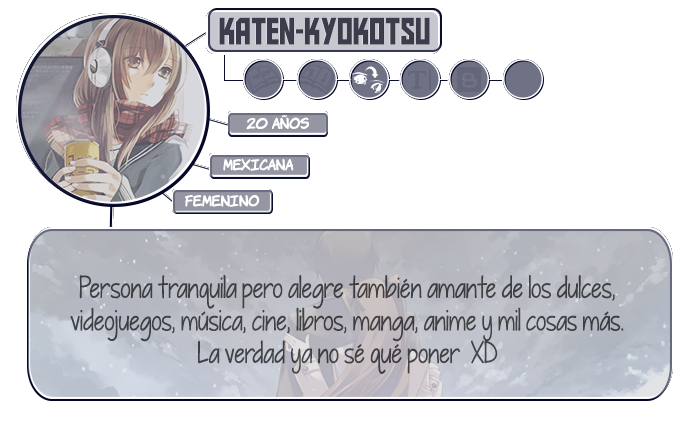 KATEN-KYOKOTSU
T
B
20 AÑOS
MEXICANA
FEMENINO
Persona tranquila pero alegre también amante de los dulces,
videojuegos, música, cine, libros, manga, anime y mil cosas más.
La verdad ya no sé qué poner XD